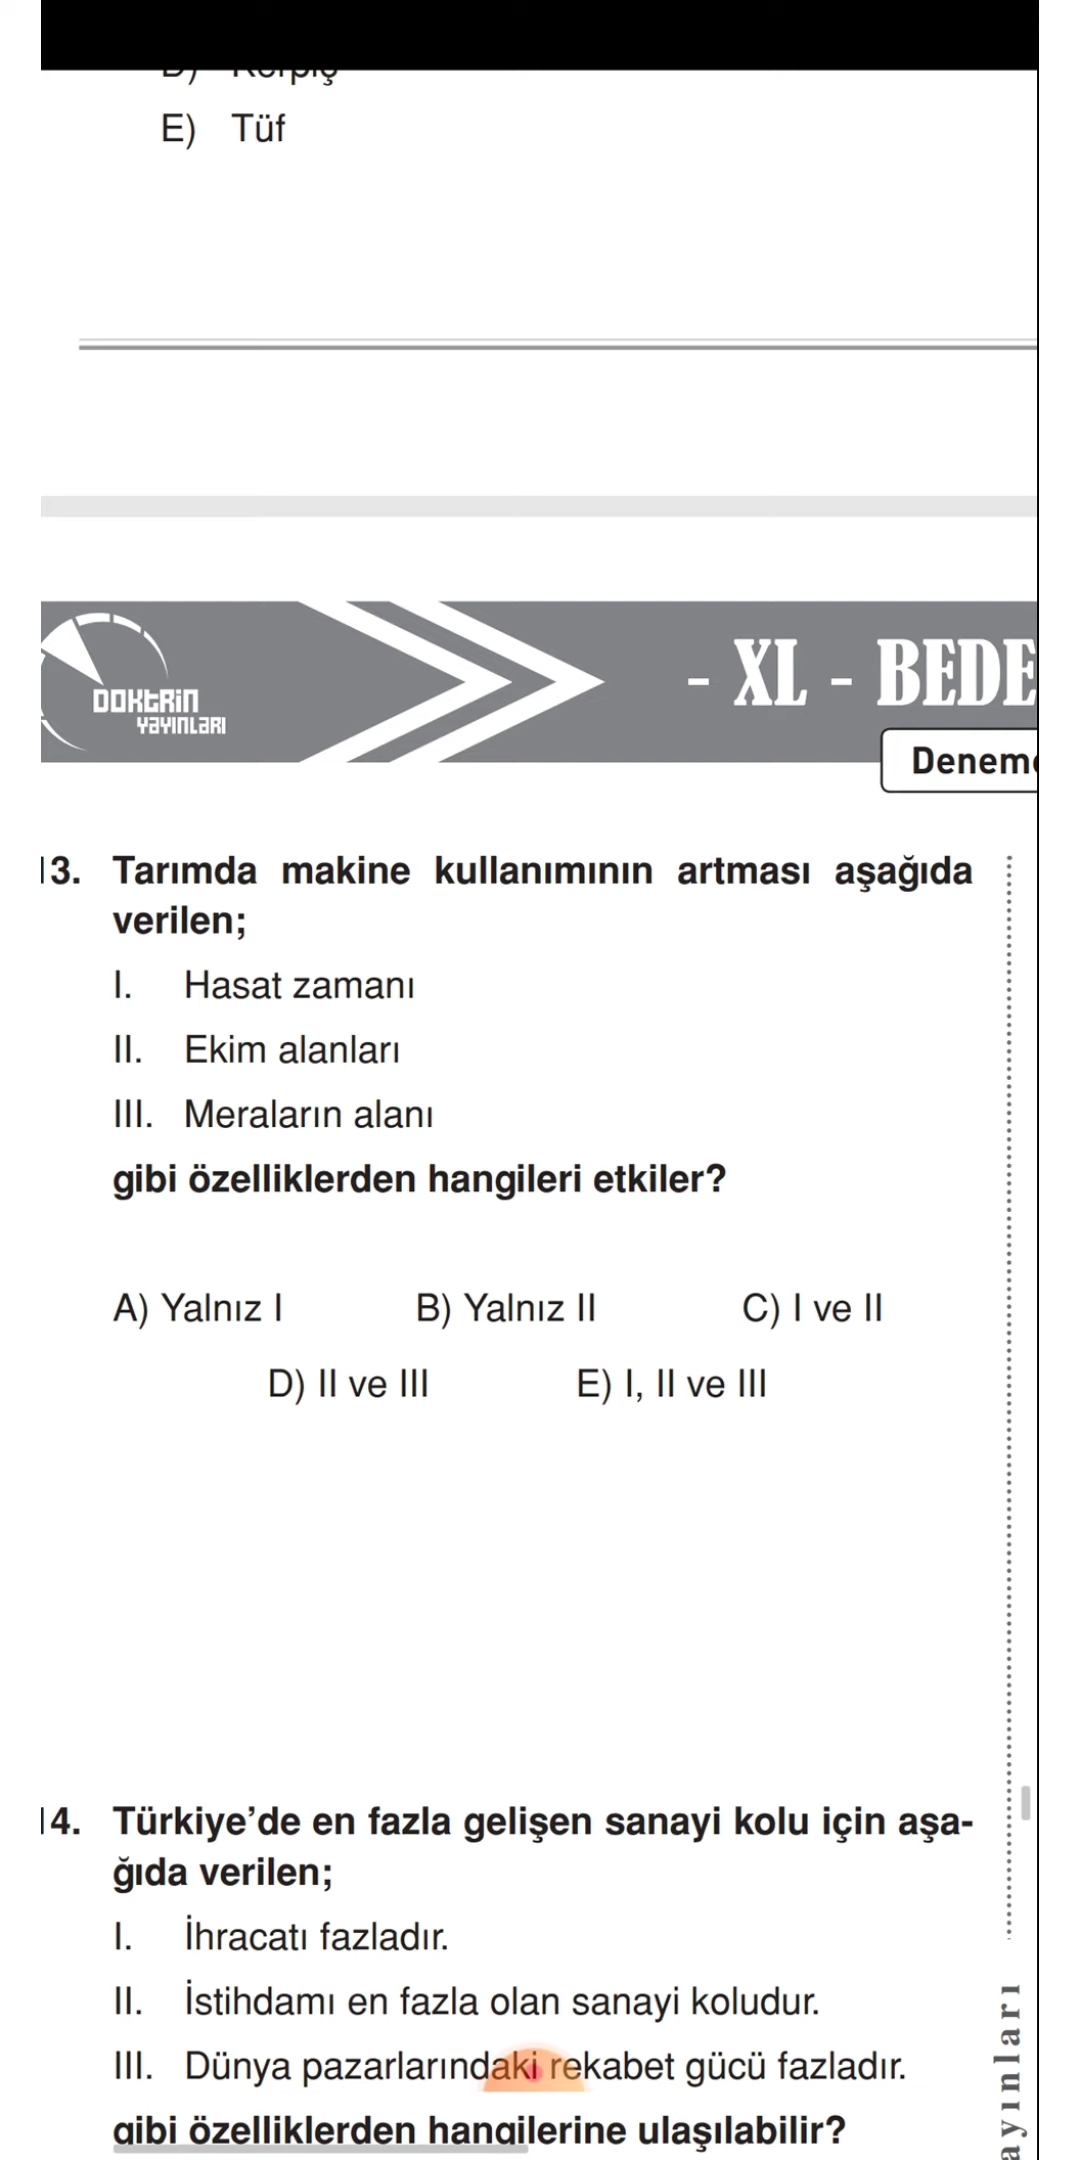 D) Kerpiç
E) Tüf
DOKTRİN
YAYINLARI
- XL - BEDE
Deneme
13. Tarımda makine kullanımının artması aşağıda
verilen;
I. Hasat zamanı
II. Ekim alanları
III. Meraların alanı
gibi özelliklerden hangileri etkiler?
A) Yalnız I B) Yalnız II C) I ve II
D) II ve III E) I, II ve III
14. Türkiye'de en fazla gelişen sanayi kolu için aşa-
ğıda verilen;
I. İhracatı fazladır.
II. İstihdamı en fazla olan sanayi koludur.
III. Dünya pazarlarındaki rekabet gücü fazladır.
gibi özelliklerden hangilerine ulaşılabilir?
ayınları